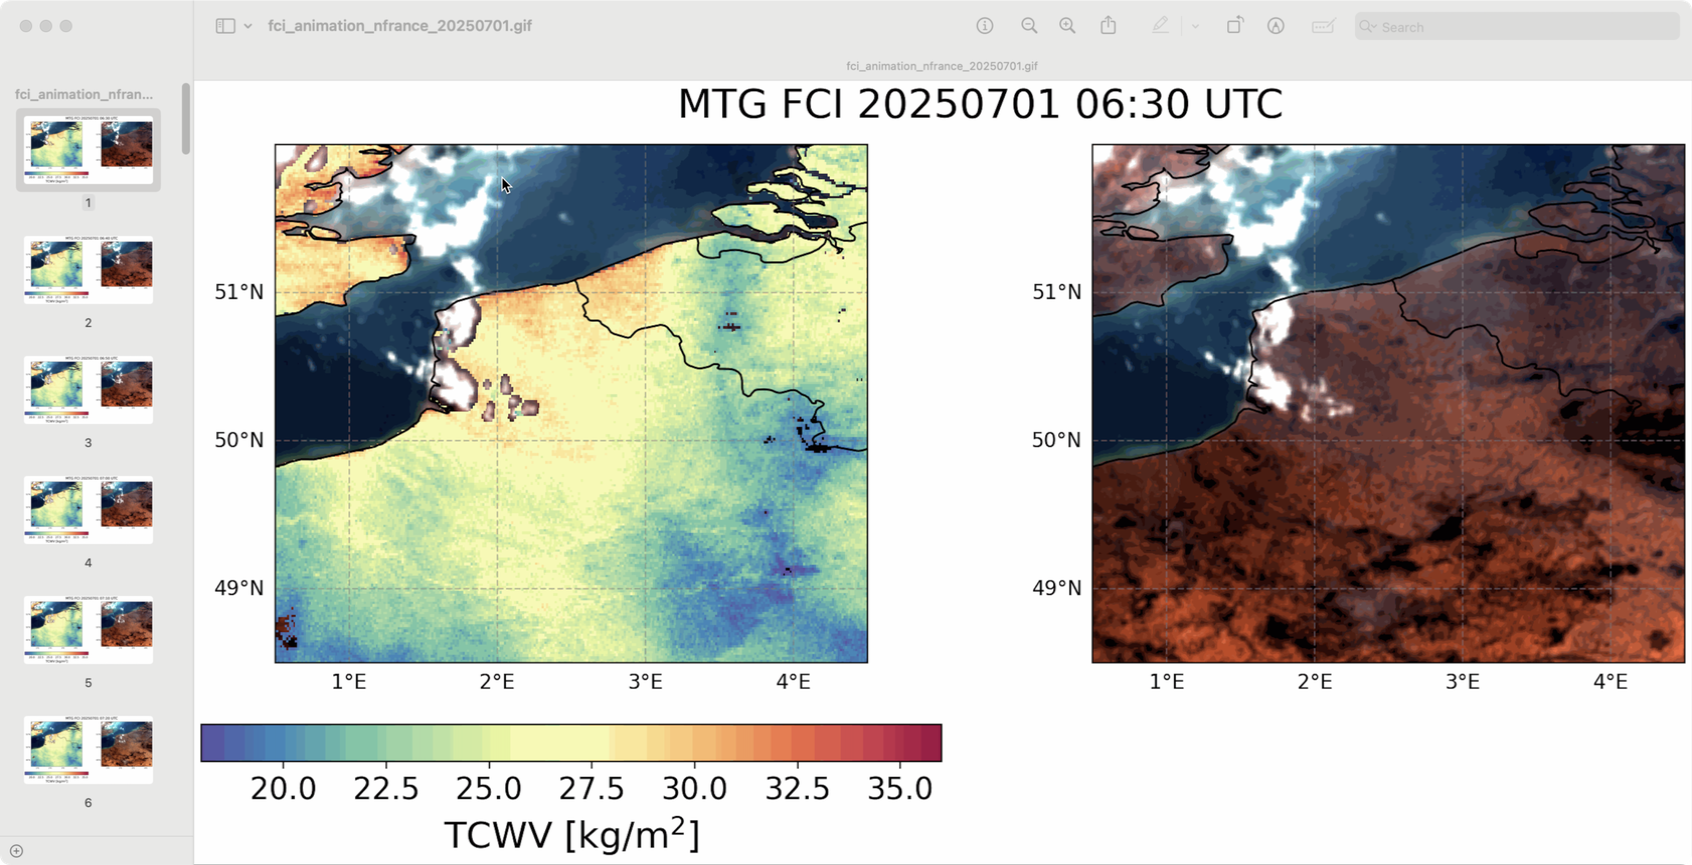 fci_animation_nfrance_20250701.gif
Search
fci_animation_nfrance_20250701.gif
fci_animation_nfran...
1
2
3
4
5
6
MTG FCI 20250701 06:30 UTC
51°N
50°N
49°N
1°E 2°E 3°E 4°E
51°N
50°N
49°N
1°E 2°E 3°E 4°E
20.0 22.5 25.0 27.5 30.0 32.5 35.0
TCWV [kg/m²]